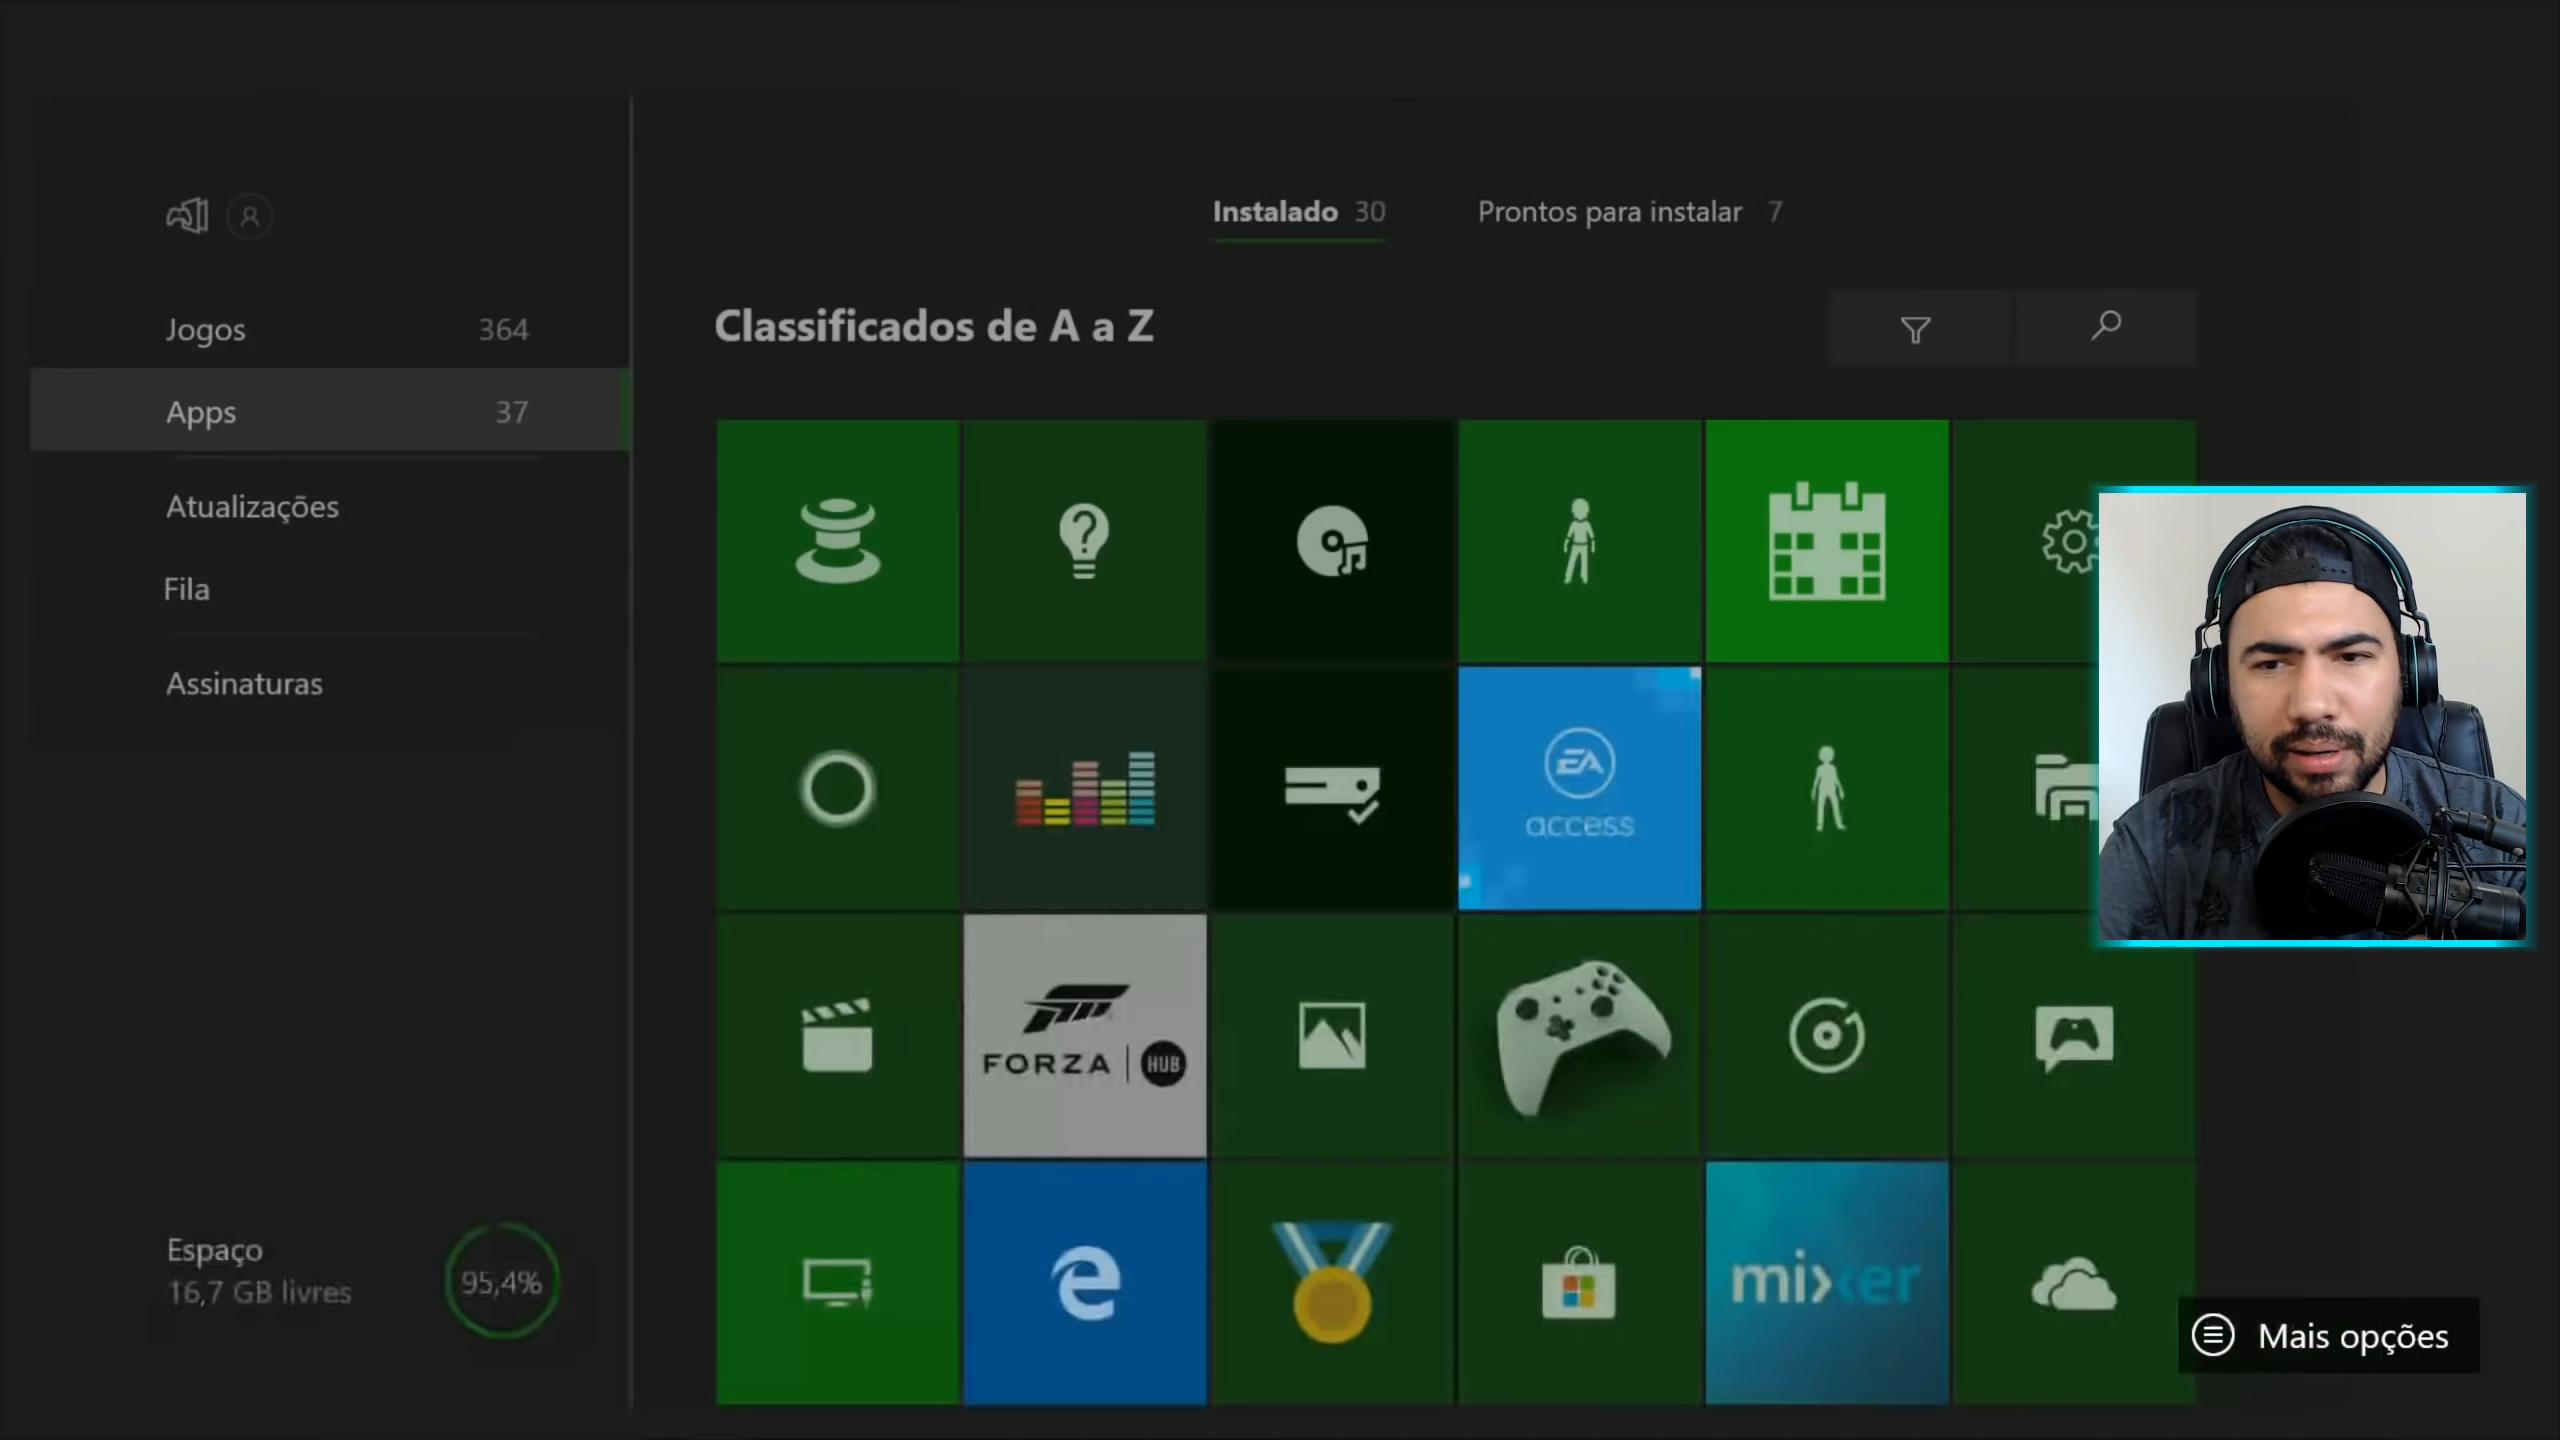 Instalado 30
Prontos para instalar 7
Jogos 364
Apps 37
Atualizações
Fila
Assinaturas
Espaço
16,7 GB livres
95,4%
Classificados de A a Z
EA
access
FORZA | HUB
mixer
Mais opções